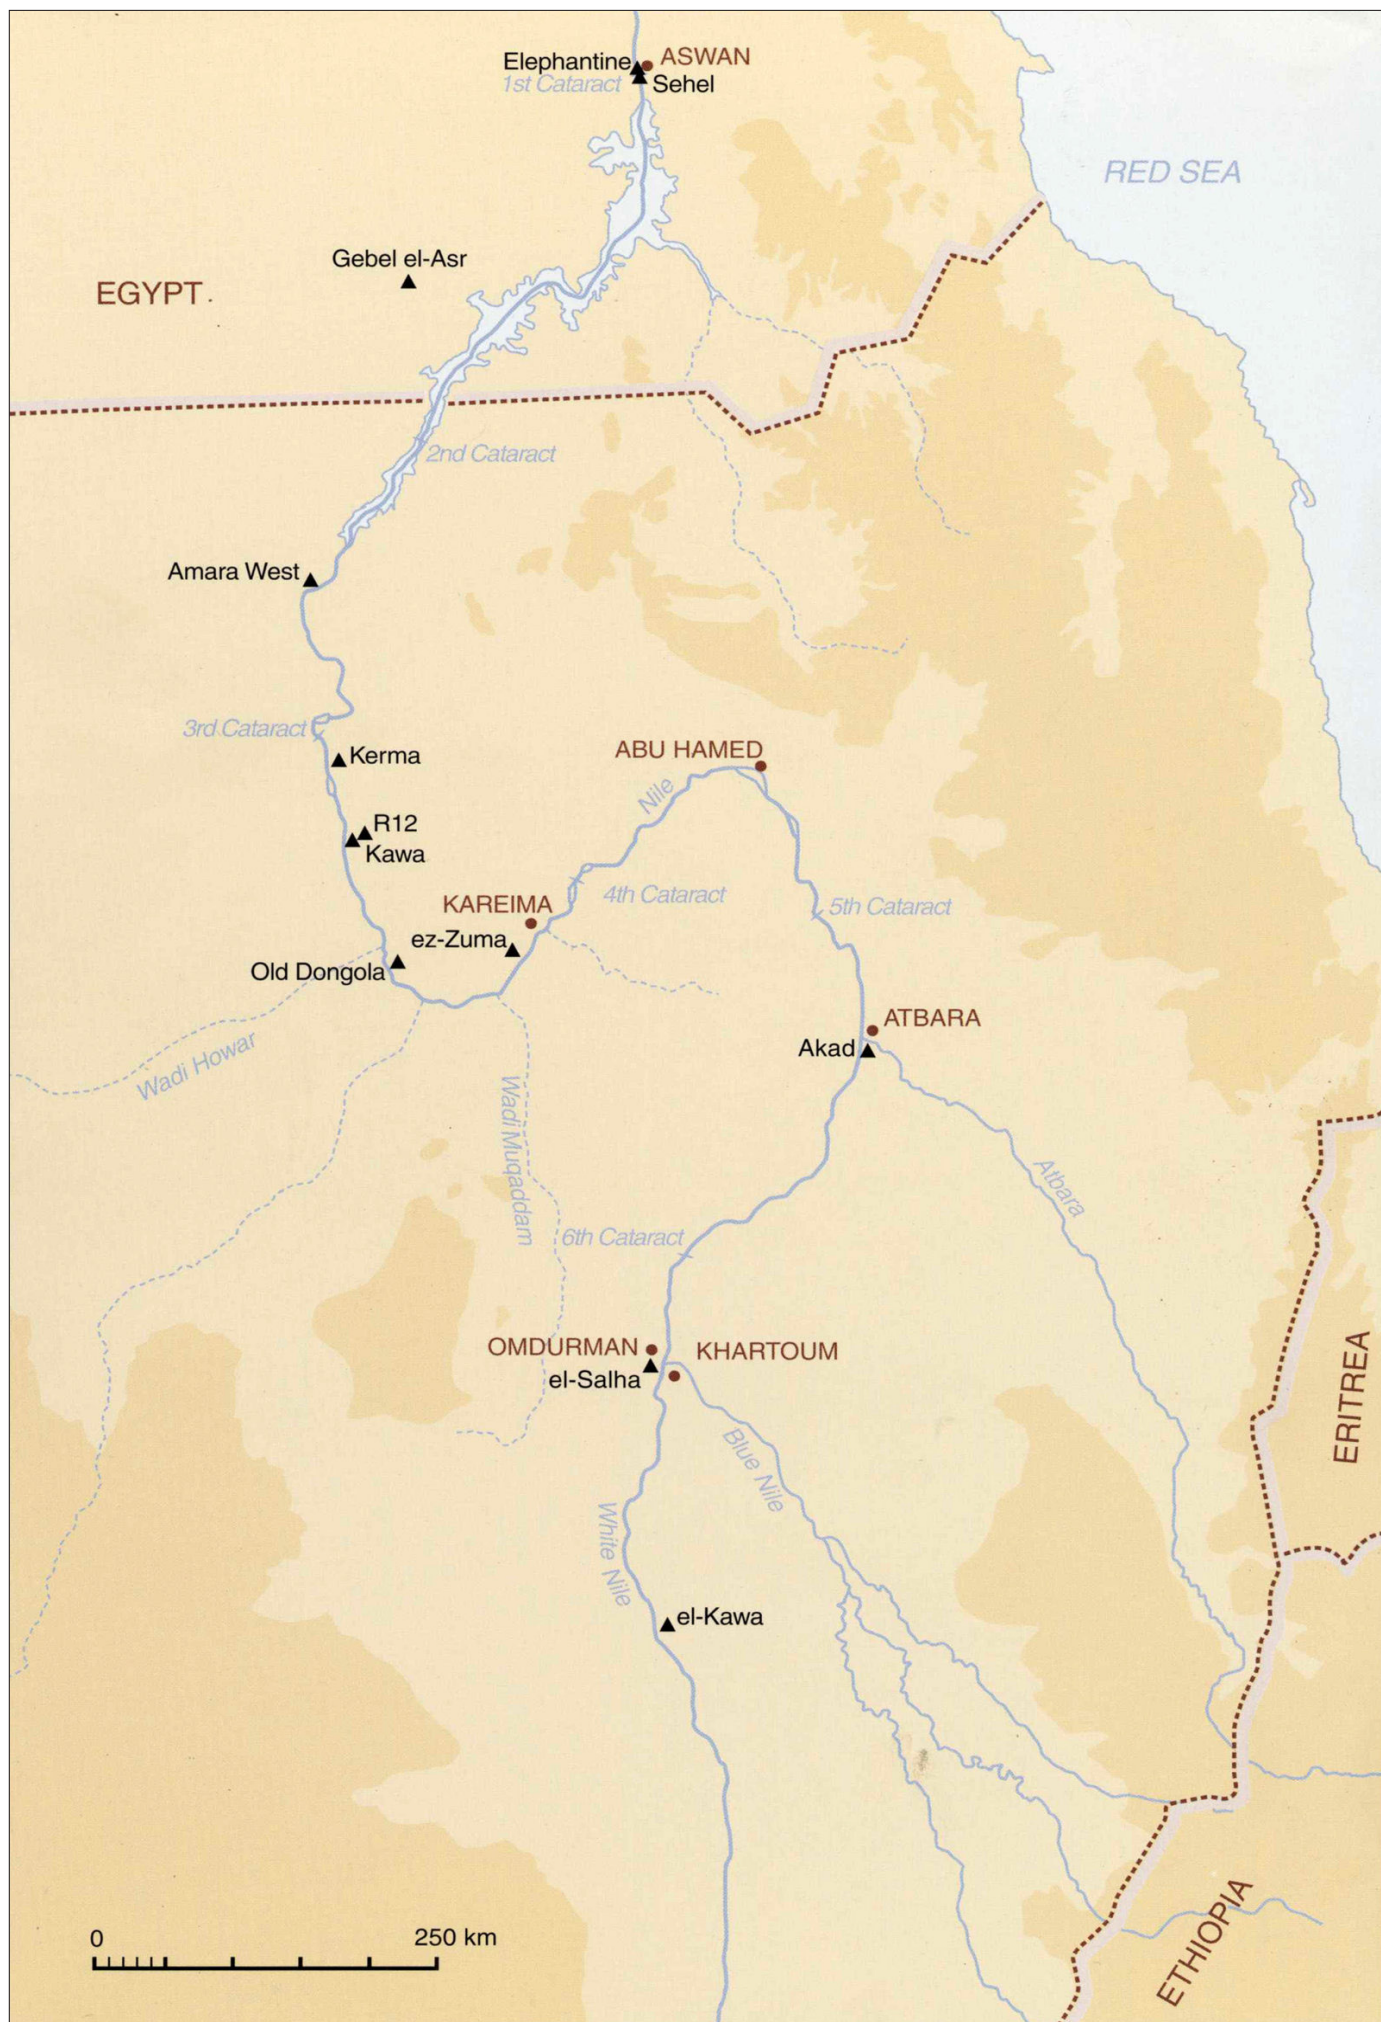 Elephantine
ASWAN
1st Cataract
Sehel
RED SEA
Gebel el-Asr
EGYPT
2nd Cataract
Amara West
3rd Cataract
Kerma
ABU HAMED
Nile
R12
Kawa
4th Cataract
KAREIMA
5th Cataract
ez-Zuma
Old Dongola
ATBARA
Akad
Wadi Howar
Wadi Muqaddam
Atbara
6th Cataract
OMDURMAN
KHARTOUM
el-Salha
ERITREA
Blue Nile
White Nile
el-Kawa
ETHIOPIA
0
250 km